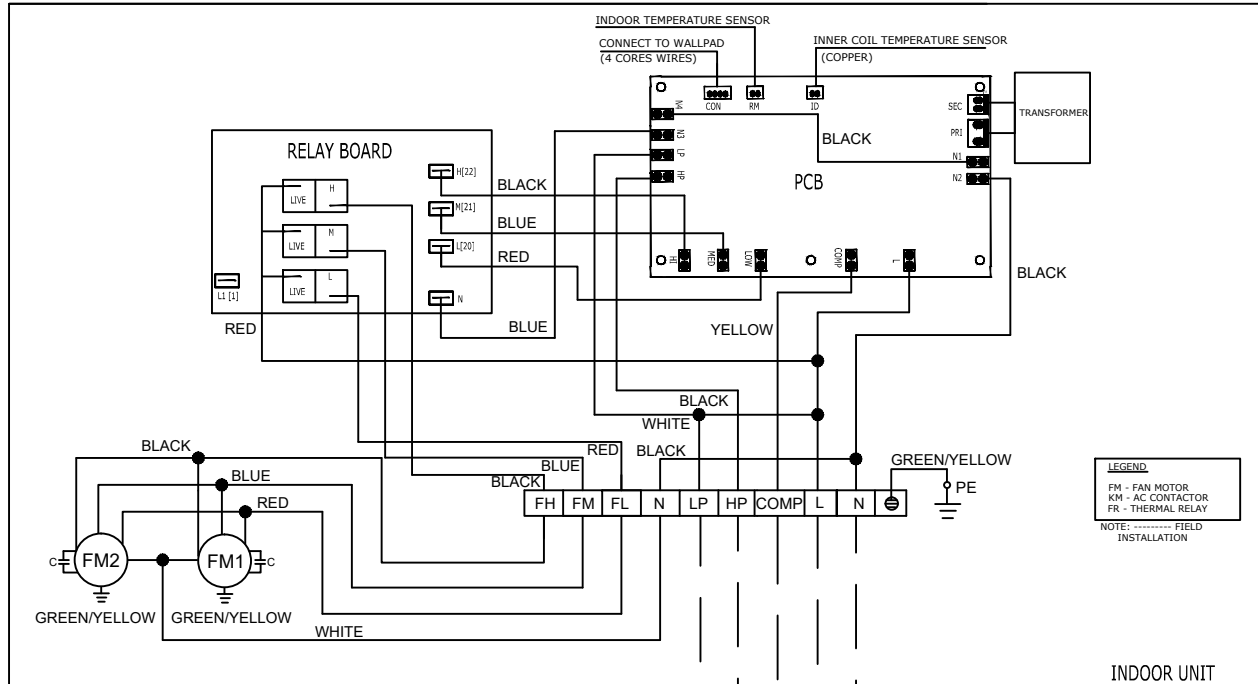 INDOOR TEMPERATURE SENSOR
CONNECT TO WALLPAD
(4 CORES WIRES)
INNER COIL TEMPERATURE SENSOR
(COPPER)
CON
RM
ID
N4
N3
LP
HP
BLACK
SEC
PRI
N1
N2
TRANSFORMER
PCB
HI
MED
LOW
COMP
L
BLACK
RELAY BOARD
H[22]
M[21]
L[20]
N
LIVE
H
LIVE
M
LIVE
L
L1 [1]
BLACK
BLUE
RED
BLUE
RED
YELLOW
BLACK
WHITE
BLACK
RED
BLUE
BLACK
BLACK
BLUE
RED
GREEN/YELLOW
PE
FH
FM
FL
N
LP
HP
COMP
L
N
C
FM2
FM1
C
GREEN/YELLOW
GREEN/YELLOW
WHITE
LEGEND
FM - FAN MOTOR
KM - AC CONTACTOR
FR - THERMAL RELAY
NOTE: --------- FIELD
INSTALLATION
INDOOR UNIT